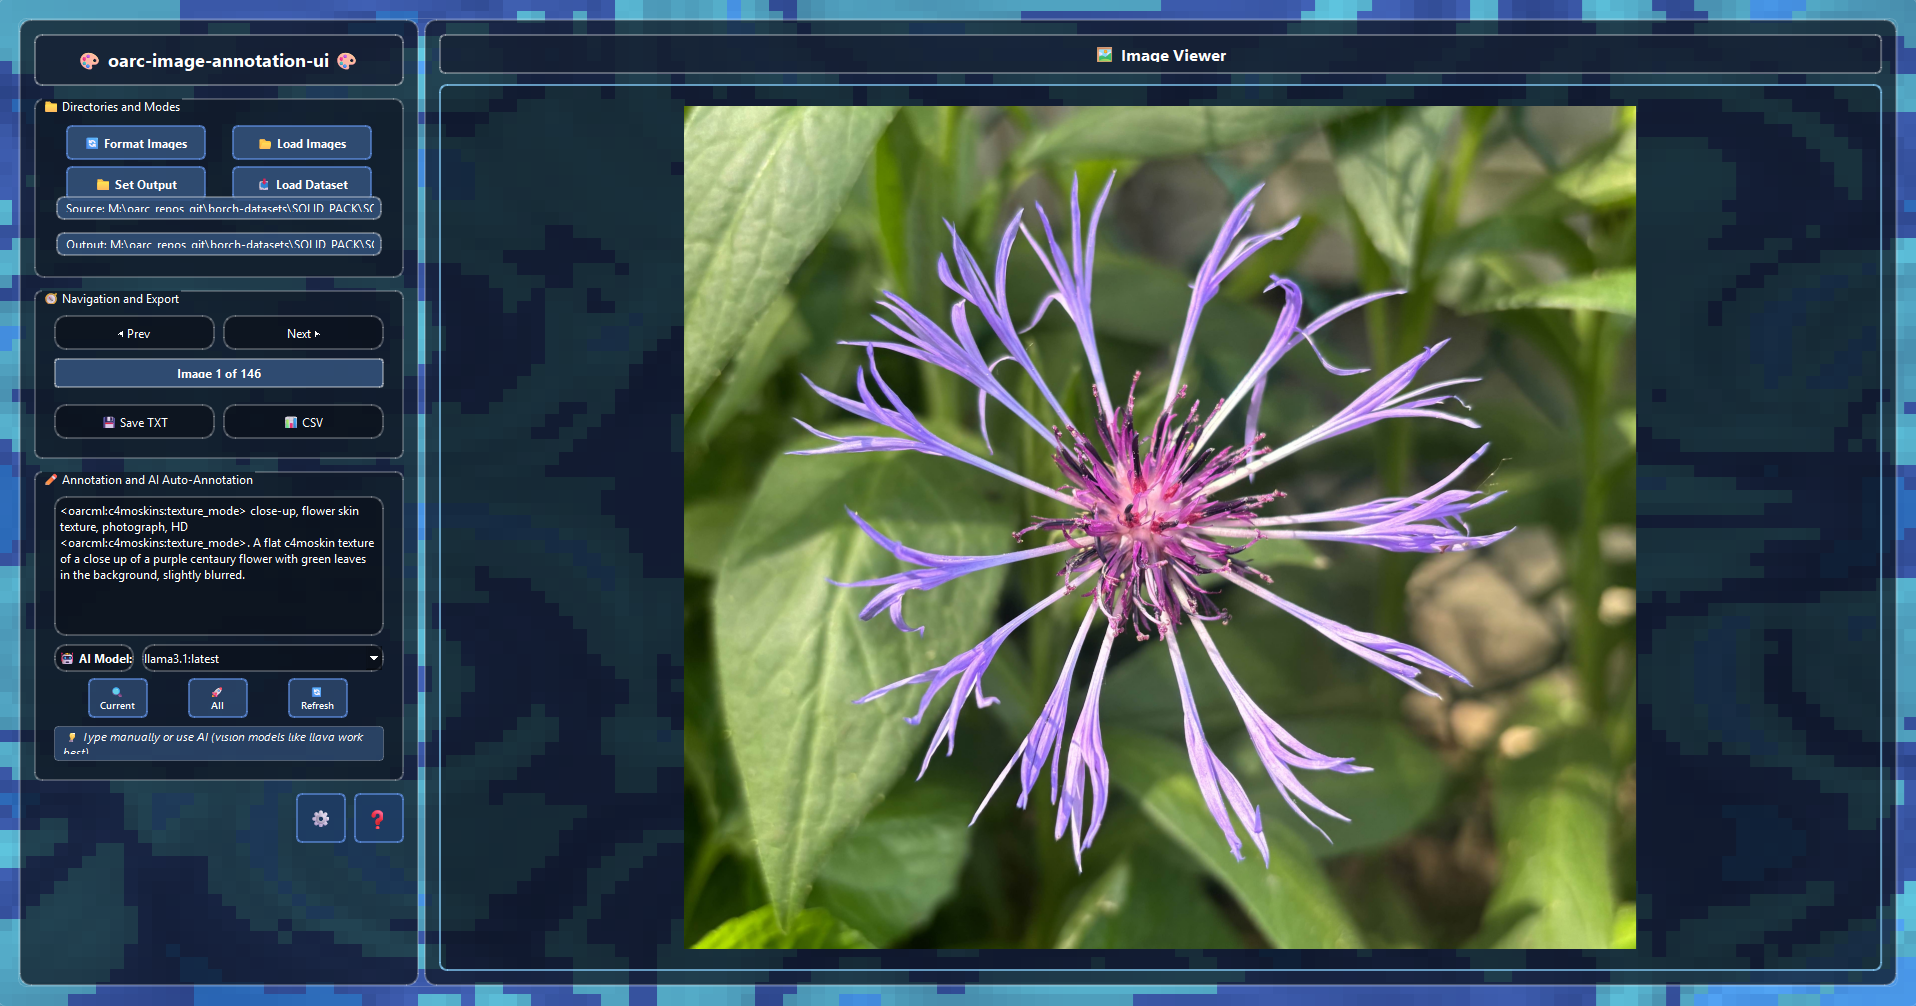 oarc-image-annotation-ui
Directories and Modes
Format Images
Load Images
Set Output
Load Dataset
Source: M:\oarc_repos_git\borch-datasets\SOLID_PACK\SC
Output: M:\oarc_repos_git\borch-datasets\SOLID_PACK\SC
Navigation and Export
Prev
Next
Image 1 of 146
Save TXT
CSV
Annotation and AI Auto-Annotation
<oarcml:c4moskins:texture_mode> close-up, flower skin
texture, photograph, HD
<oarcml:c4moskins:texture_mode>. A flat c4moskin texture
of a close up of a purple centaury flower with green leaves
in the background, slightly blurred.
AI Model:
llama3.1:latest
Current
All
Refresh
Type manually or use AI (vision models like llava work
best)
Image Viewer